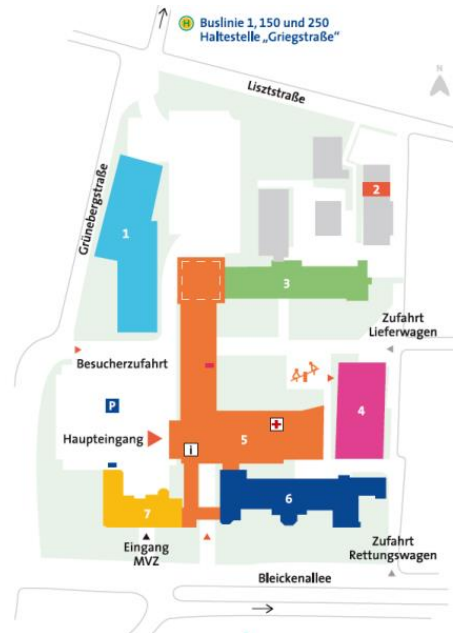 H
Buslinie 1, 150 und 250
Haltestelle „Griegstraße“
N
Lisztstraße
Grünebergstraße
2
1
3
Zufahrt
Lieferwagen
Besucherzufahrt
P
4
Haupteingang
5
i
6
7
Eingang
MVZ
Zufahrt
Rettungswagen
Bleickenallee